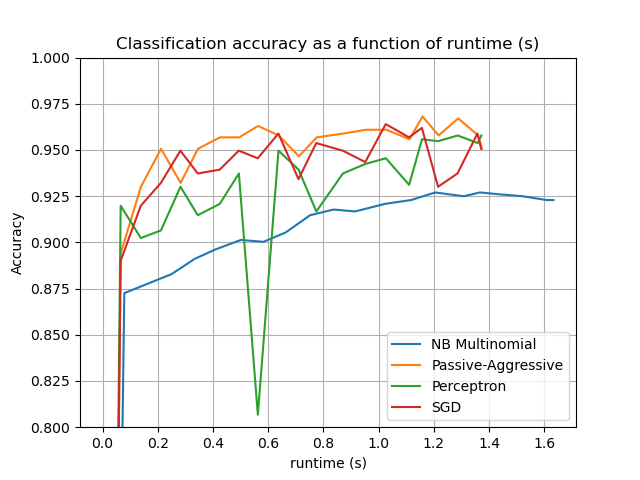 Classification accuracy as a function of runtime (s)
1.000
0.975
0.950
0.925
0.900
0.875
0.850
0.825
0.800
Accuracy
NB Multinomial
Passive-Aggressive
Perceptron
SGD
0.0 0.2 0.4 0.6 0.8 1.0 1.2 1.4 1.6
runtime (s)